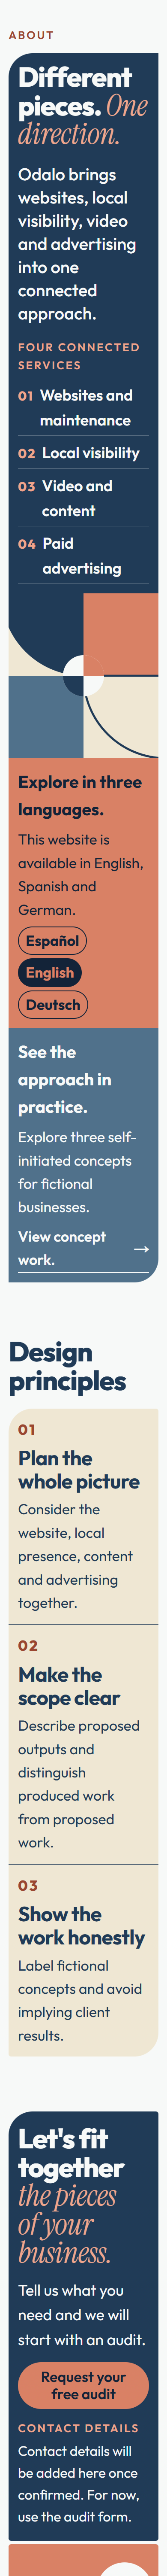 ABOUT
Different
pieces. One
direction.
Odalo brings
websites, local
visibility, video
and advertising
into one
connected
approach.
FOUR CONNECTED
SERVICES
01 Websites and
maintenance
02 Local visibility
03 Video and
content
04 Paid
advertising
Explore in three
languages.
This website is
available in English,
Spanish and
German.
Español
English
Deutsch
See the
approach in
practice.
Explore three self-
initiated concepts
for fictional
businesses.
View concept
work. →
Design
principles
01
Plan the
whole picture
Consider the
website, local
presence, content
and advertising
together.
02
Make the
scope clear
Describe proposed
outputs and
distinguish
produced work
from proposed
work.
03
Show the
work honestly
Label fictional
concepts and avoid
implying client
results.
Let's fit
together
the pieces
of your
business.
Tell us what you
need and we will
start with an audit.
Request your
free audit
CONTACT DETAILS
Contact details will
be added here once
confirmed. For now,
use the audit form.